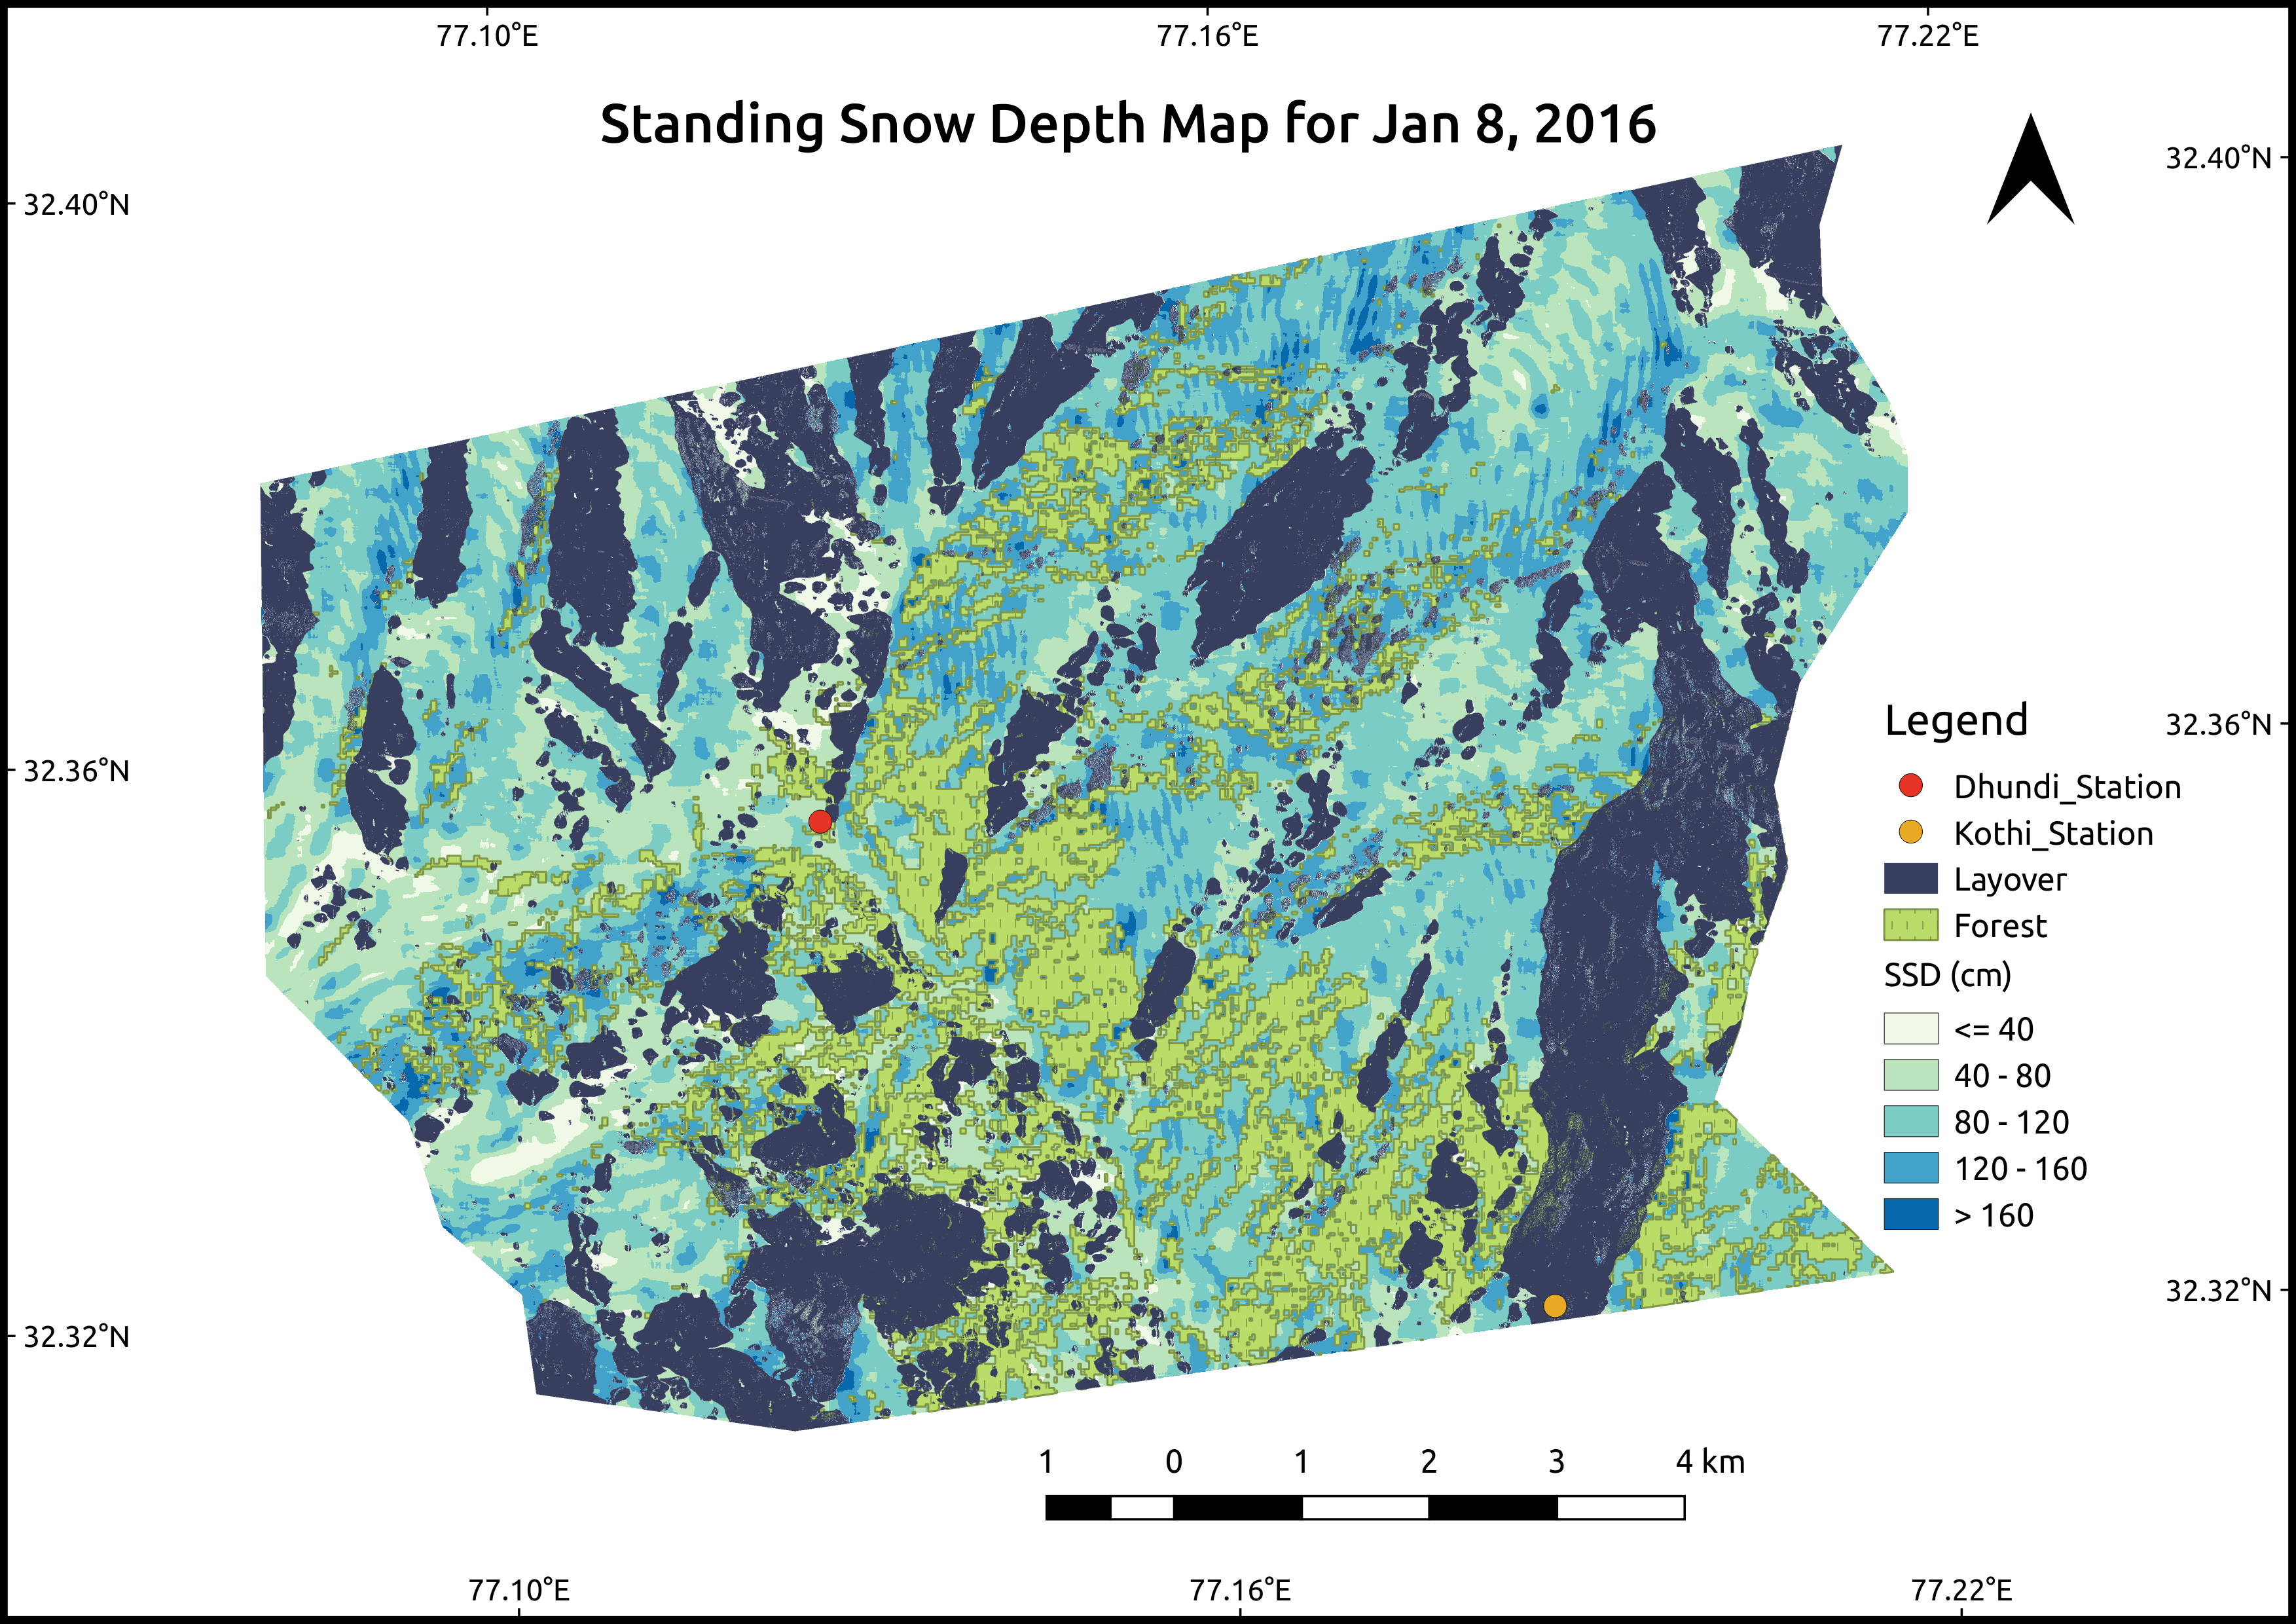 77.10°E 77.16°E 77.22°E
Standing Snow Depth Map for Jan 8, 2016
32.40°N
32.40°N
Legend
32.36°N
32.36°N
Dhundi_Station
Kothi_Station
Layover
Forest
SSD (cm)
<= 40
40 - 80
80 - 120
120 - 160
> 160
32.32°N
32.32°N
1 0 1 2 3 4 km
77.10°E 77.16°E 77.22°E